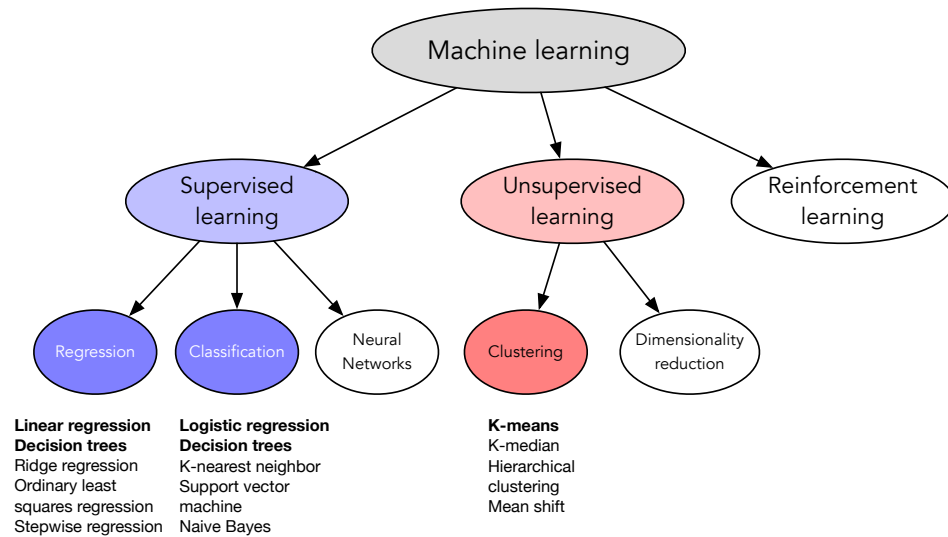 Machine learning
Supervised
learning
Unsupervised
learning
Reinforcement
learning
Regression
Classification
Neural
Networks
Clustering
Dimensionality
reduction
Linear regression
Decision trees
Ridge regression
Ordinary least
squares regression
Stepwise regression
Logistic regression
Decision trees
K-nearest neighbor
Support vector
machine
Naive Bayes
K-means
K-median
Hierarchical
clustering
Mean shift